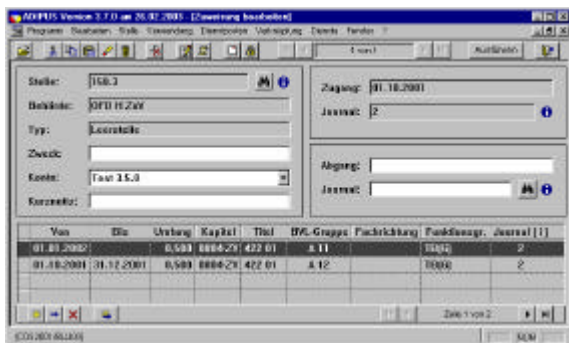 ADIPUS Version 3.7.0 am 26.02.2003 - [Zuweisung bearbeiten]
Programm Bearbeiten Stelle Verwendung Dienstposten Verknüpfung Dienste Fenster ?
1 von 1 Ausführen
Stelle: 158.3
Behörde: OFD H ZuV
Typ: Leerstelle
Zweck:
Konto: Test 3.5.0
Kurznotiz:
Zugang: 01.10.2001
Journal: 2
Abgang:
Journal:
Von Bis Umfang Kapitel Titel BVL-Gruppe Fachrichtung Funktionsgr. Journal [1]
01.01.2002 0,500 0804-ZV 422 01 A 11 2
01.10.2001 31.12.2001 0,500 0804-ZV 422 01 A 12 2
Zeile 1 von 2